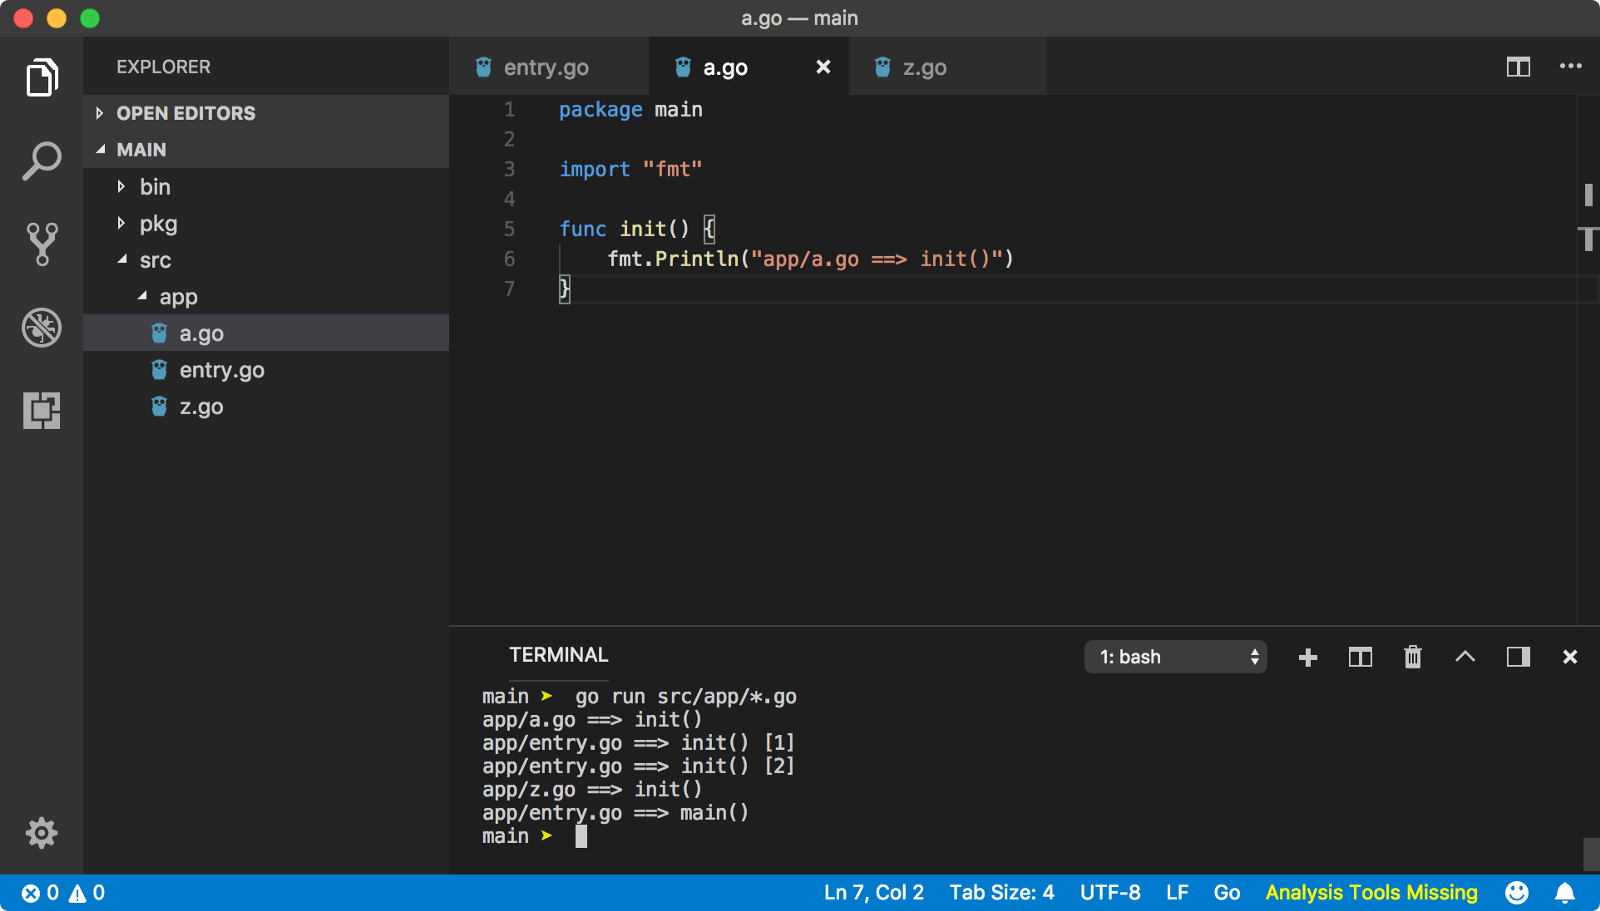 a.go — main
EXPLORER
OPEN EDITORS
MAIN
bin
pkg
src
app
a.go
entry.go
z.go
entry.go
a.go
z.go
1 package main
2
3 import "fmt"
4
5 func init() {
6 fmt.Println("app/a.go ==> init()")
7 }
TERMINAL
1: bash
main ➤ go run src/app/*.go
app/a.go ==> init()
app/entry.go ==> init() [1]
app/entry.go ==> init() [2]
app/z.go ==> init()
app/entry.go ==> main()
main ➤
0 0 Ln 7, Col 2 Tab Size: 4 UTF-8 LF Go Analysis Tools Missing